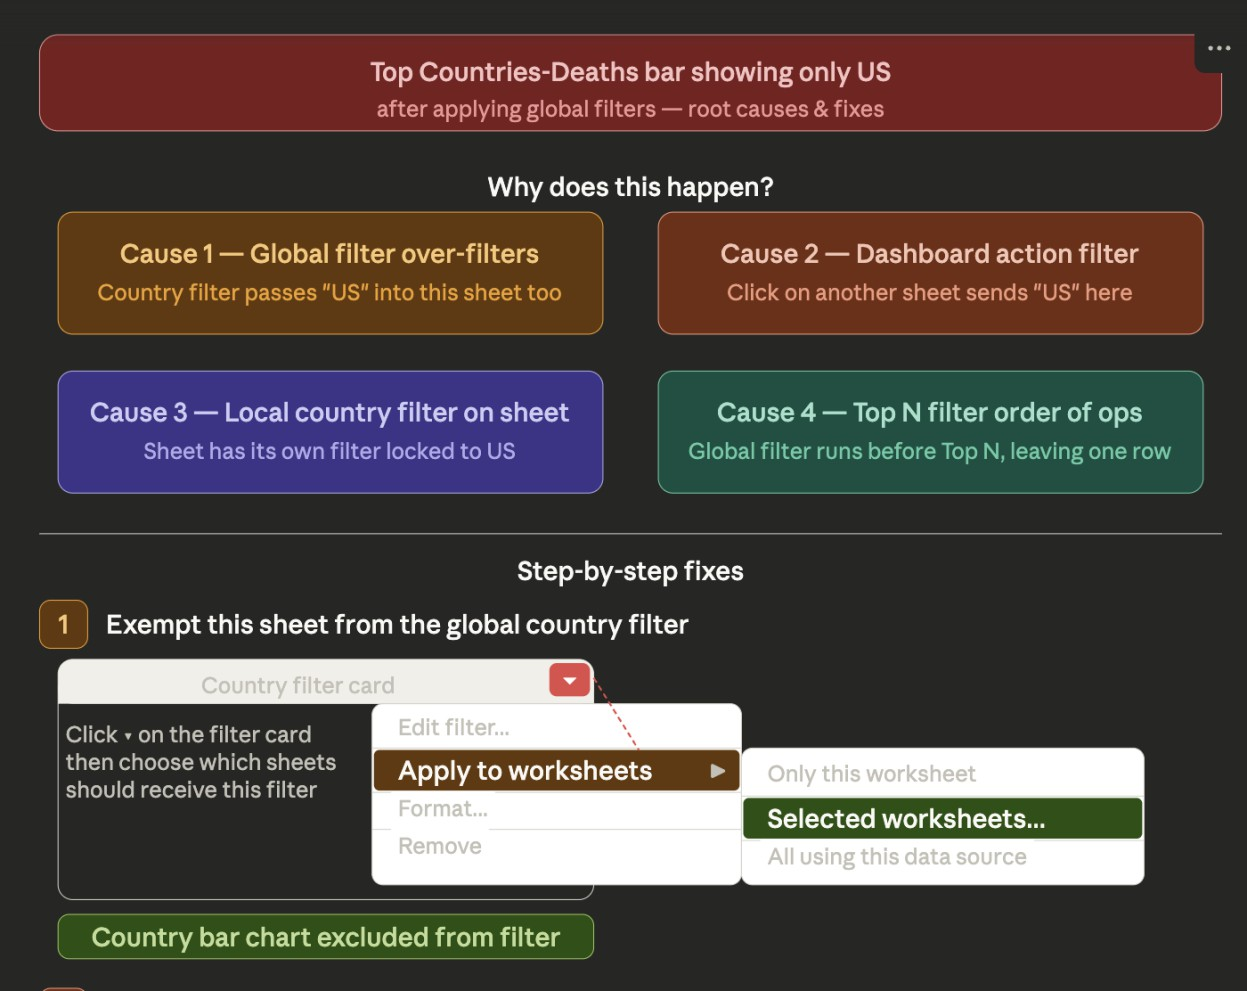 Top Countries-Deaths bar showing only US
after applying global filters — root causes & fixes
Why does this happen?
Cause 1 — Global filter over-filters
Country filter passes "US" into this sheet too
Cause 2 — Dashboard action filter
Click on another sheet sends "US" here
Cause 3 — Local country filter on sheet
Sheet has its own filter locked to US
Cause 4 — Top N filter order of ops
Global filter runs before Top N, leaving one row
Step-by-step fixes
1 Exempt this sheet from the global country filter
Country filter card
Click ▾ on the filter card
then choose which sheets
should receive this filter
Edit filter...
Apply to worksheets
Format...
Remove
Only this worksheet
Selected worksheets...
All using this data source
Country bar chart excluded from filter